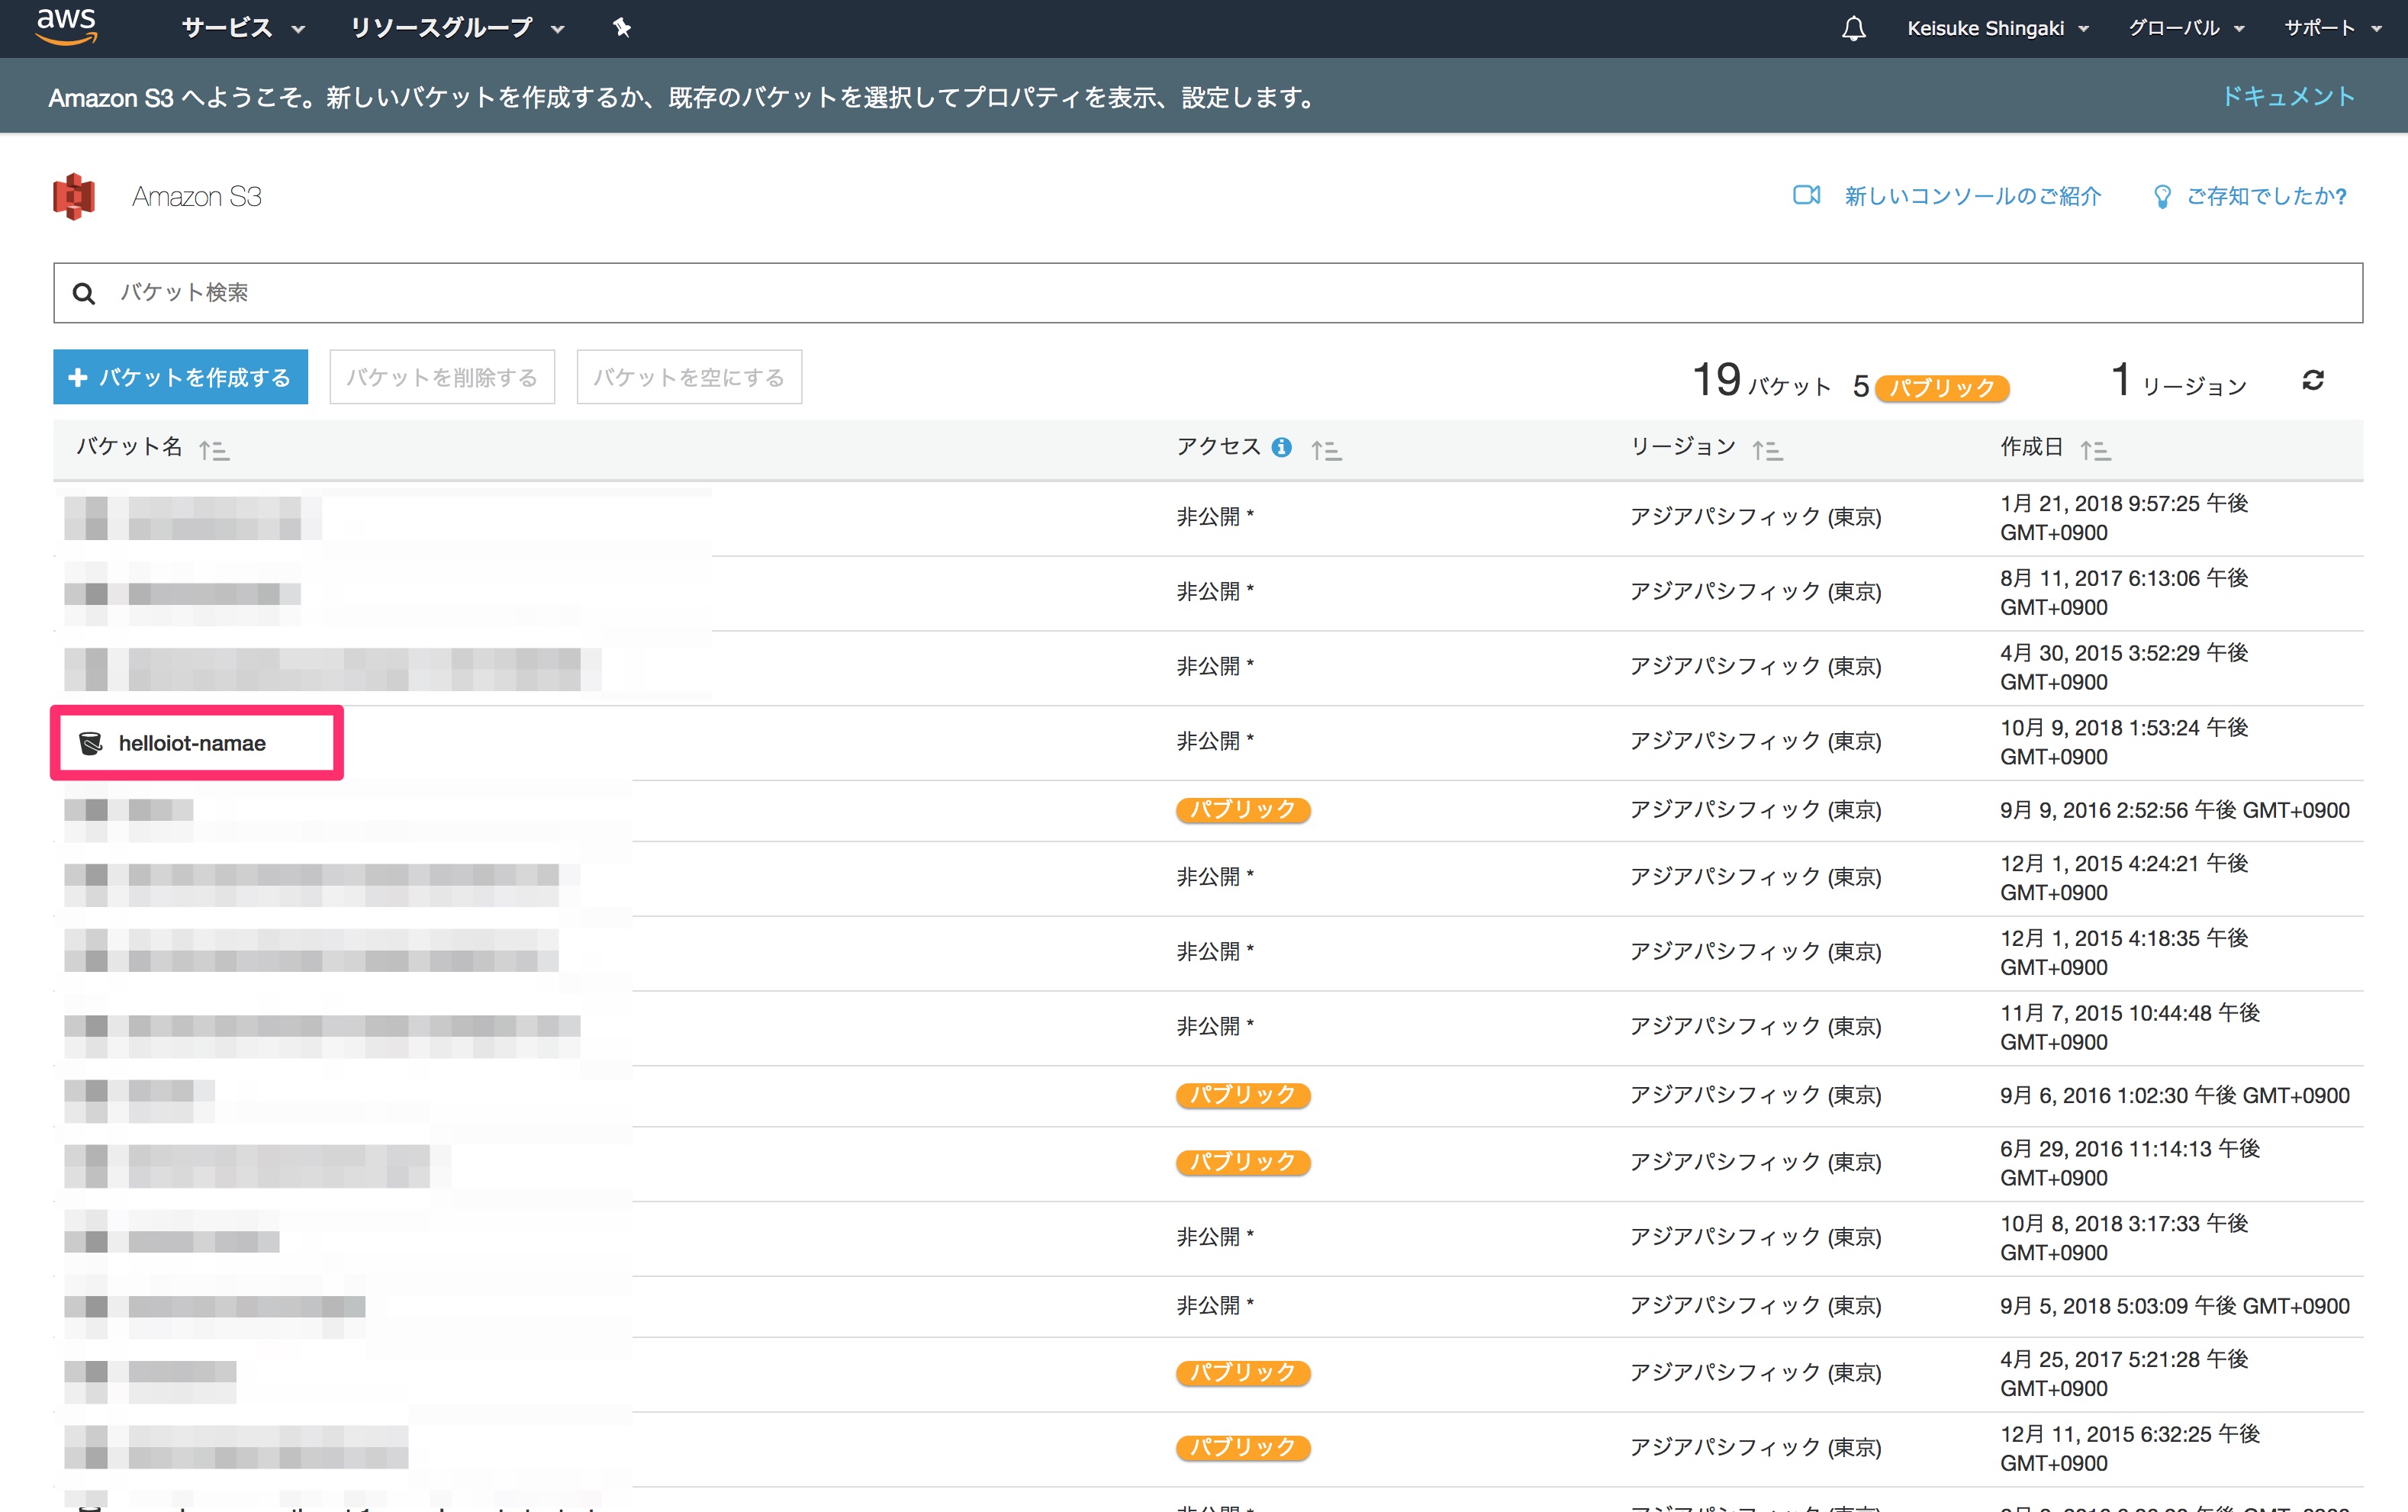 aws サービス リソースグループ Keisuke Shingaki グローバル サポート
Amazon S3 へようこそ。新しいバケットを作成するか、既存のバケットを選択してプロパティを表示、設定します。 ドキュメント
Amazon S3 新しいコンソールのご紹介 ご存知でしたか?
バケット検索
バケットを作成する バケットを削除する バケットを空にする 19 バケット 5 パブリック 1 リージョン
バケット名 アクセス リージョン 作成日
非公開 * アジアパシフィック (東京) 1月 21, 2018 9:57:25 午後
GMT+0900
非公開 * アジアパシフィック (東京) 8月 11, 2017 6:13:06 午後
GMT+0900
非公開 * アジアパシフィック (東京) 4月 30, 2015 3:52:29 午後
GMT+0900
helloiot-namae 非公開 * アジアパシフィック (東京) 10月 9, 2018 1:53:24 午後
GMT+0900
パブリック アジアパシフィック (東京) 9月 9, 2016 2:52:56 午後 GMT+0900
非公開 * アジアパシフィック (東京) 12月 1, 2015 4:24:21 午後
GMT+0900
非公開 * アジアパシフィック (東京) 12月 1, 2015 4:18:35 午後
GMT+0900
非公開 * アジアパシフィック (東京) 11月 7, 2015 10:44:48 午後
GMT+0900
パブリック アジアパシフィック (東京) 9月 6, 2016 1:02:30 午後 GMT+0900
パブリック アジアパシフィック (東京) 6月 29, 2016 11:14:13 午後
GMT+0900
非公開 * アジアパシフィック (東京) 10月 8, 2018 3:17:33 午後
GMT+0900
非公開 * アジアパシフィック (東京) 9月 5, 2018 5:03:09 午後 GMT+0900
パブリック アジアパシフィック (東京) 4月 25, 2017 5:21:28 午後
GMT+0900
パブリック アジアパシフィック (東京) 12月 11, 2015 6:32:25 午後
GMT+0900